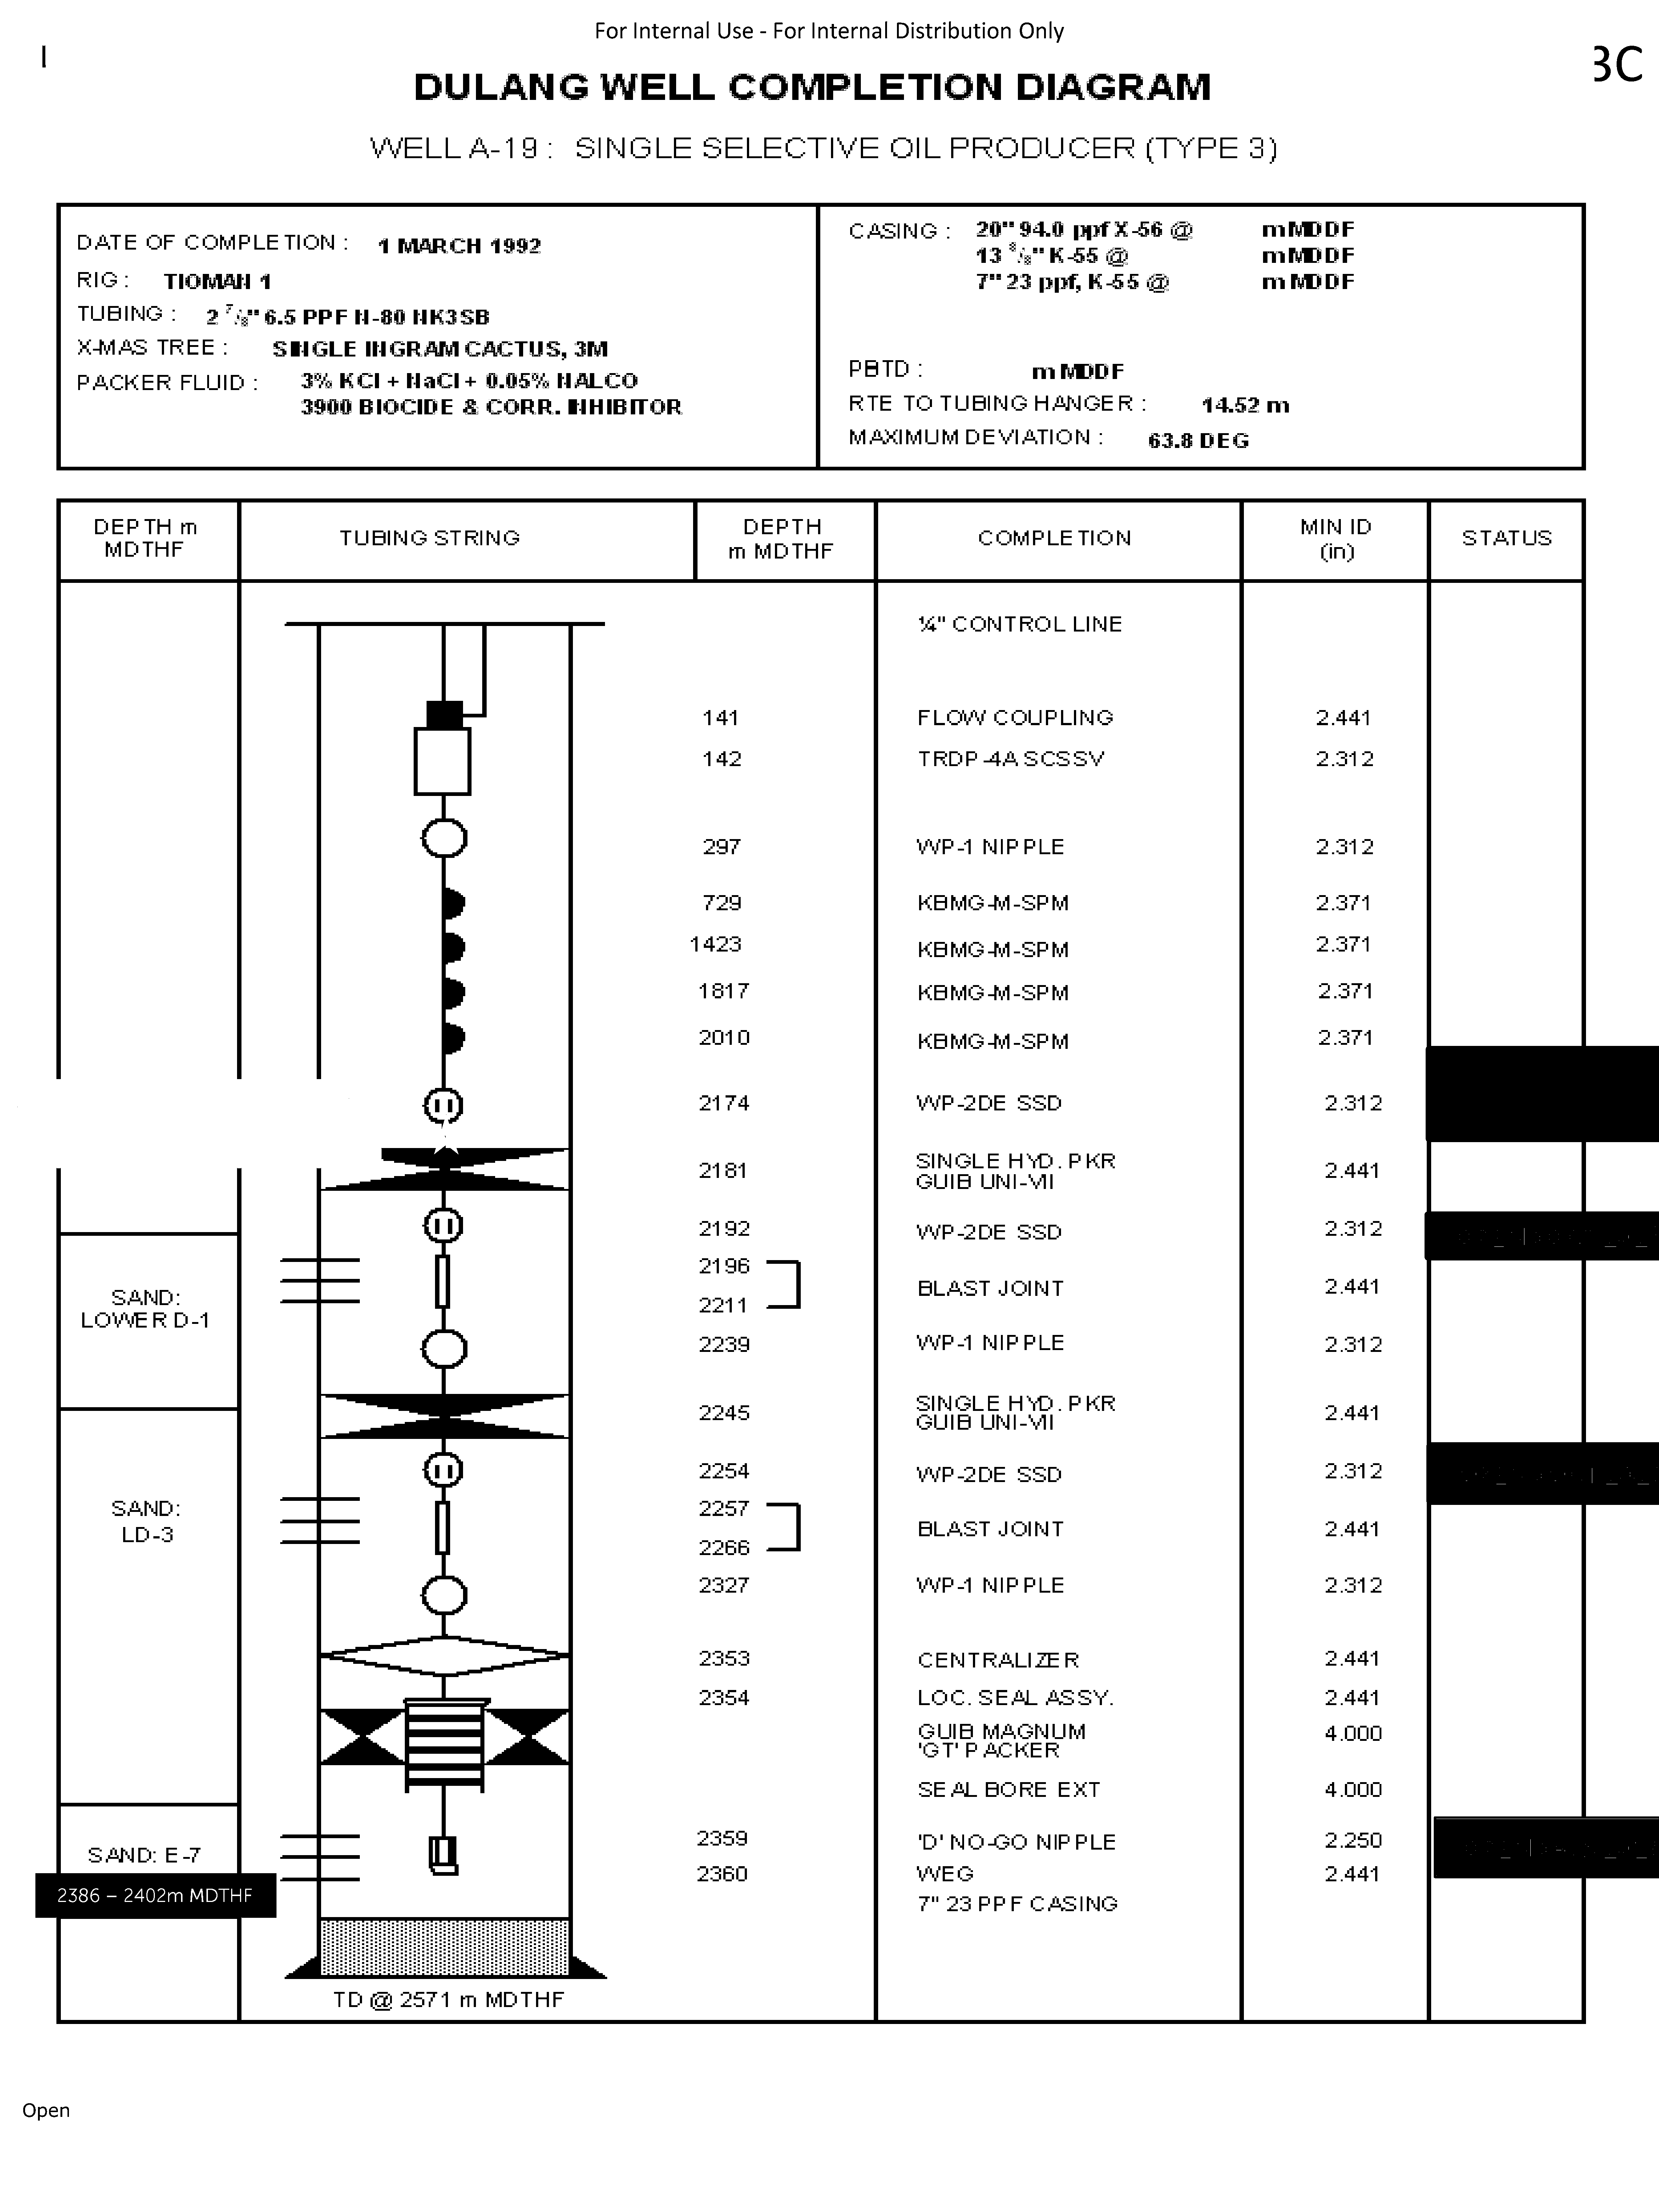 For Internal Use - For Internal Distribution Only
3C
DULANG WELL COMPLETION DIAGRAM
WELL A-19 : SINGLE SELECTIVE OIL PRODUCER (TYPE 3)
DATE OF COMPLETION : 1 MARCH 1992
RIG : TIOMAN 1
TUBING : 2 7/8" 6.5 PPF N-80 NK3SB
X-MAS TREE : SINGLE INGRAM CACTUS, 3M
PACKER FLUID : 3% KCl + NaCl + 0.05% NALCO
3900 BIOCIDE & CORR. INHIBITOR
CASING : 20" 94.0 ppf X-56 @ mMDDF
13 3/8" K-55 @ mMDDF
7" 23 ppf, K-55 @ mMDDF
PBTD : mMDDF
RTE TO TUBING HANGER : 14.52 m
MAXIMUM DEVIATION : 63.8 DEG
DEPTH m MDTHF TUBING STRING DEPTH m MDTHF COMPLETION MIN ID (in) STATUS
¼" CONTROL LINE
141 FLOW COUPLING 2.441
142 TRDP-4A SCSSV 2.312
297 WP-1 NIPPLE 2.312
729 KBMG-M-SPM 2.371
1423 KBMG-M-SPM 2.371
1817 KBMG-M-SPM 2.371
2010 KBMG-M-SPM 2.371
2174 WP-2DE SSD 2.312
2181 SINGLE HYD. PKR GUIB UNI-VII 2.441
2192 WP-2DE SSD 2.312
SAND:
LOWER D-1
2196
2211
BLAST JOINT 2.441
2239 WP-1 NIPPLE 2.312
2245 SINGLE HYD. PKR GUIB UNI-VII 2.441
2254 WP-2DE SSD 2.312
SAND:
LD-3
2257
2266
BLAST JOINT 2.441
2327 WP-1 NIPPLE 2.312
2353 CENTRALIZER 2.441
2354 LOC. SEAL ASSY. 2.441
GUIB MAGNUM 'GT' PACKER 4.000
SEAL BORE EXT 4.000
SAND: E-7
2386 – 2402m MDTHF
2359 'D' NO-GO NIPPLE 2.250
2360 WEG 2.441
7" 23 PPF CASING
TD @ 2571 m MDTHF
Open